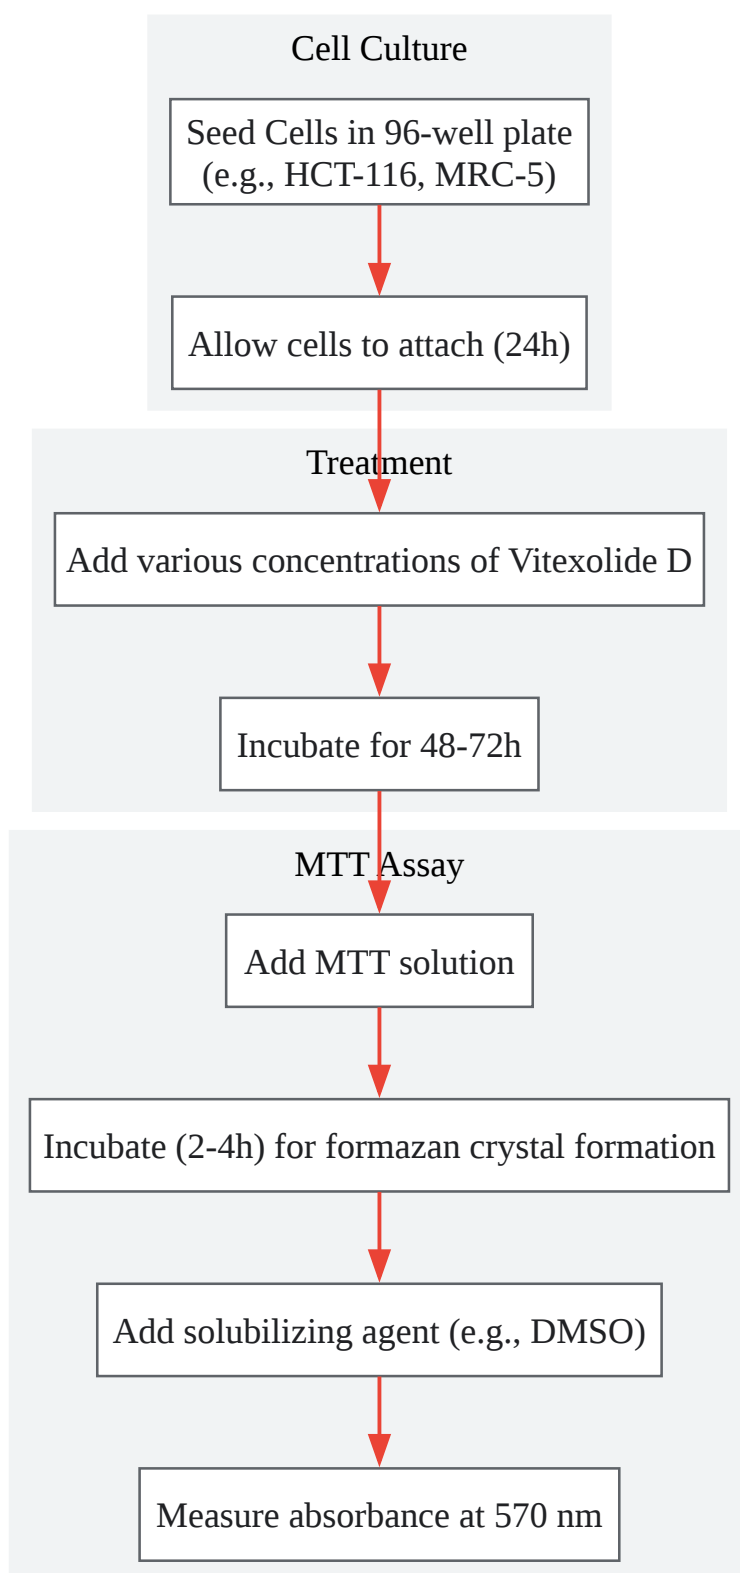 Cell Culture
Seed Cells in 96-well plate
(e.g., HCT-116, MRC-5)
Allow cells to attach (24h)
Treatment
Add various concentrations of Vitexolide D
Incubate for 48-72h
MTT Assay
Add MTT solution
Incubate (2-4h) for formazan crystal formation
Add solubilizing agent (e.g., DMSO)
Measure absorbance at 570 nm